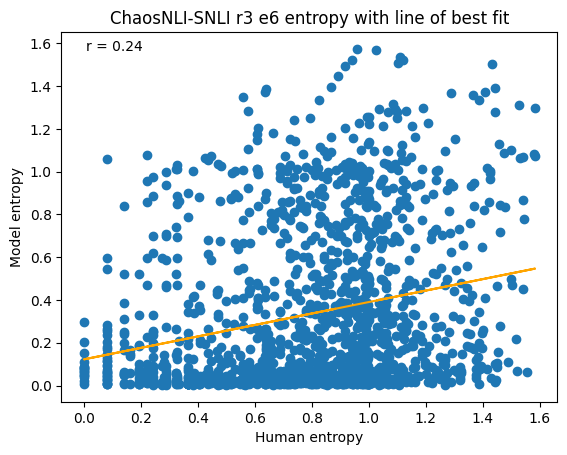 ChaosNLI-SNLI r3 e6 entropy with line of best fit
r = 0.24
Model entropy
1.6
1.4
1.2
1.0
0.8
0.6
0.4
0.2
0.0
0.0 0.2 0.4 0.6 0.8 1.0 1.2 1.4 1.6
Human entropy